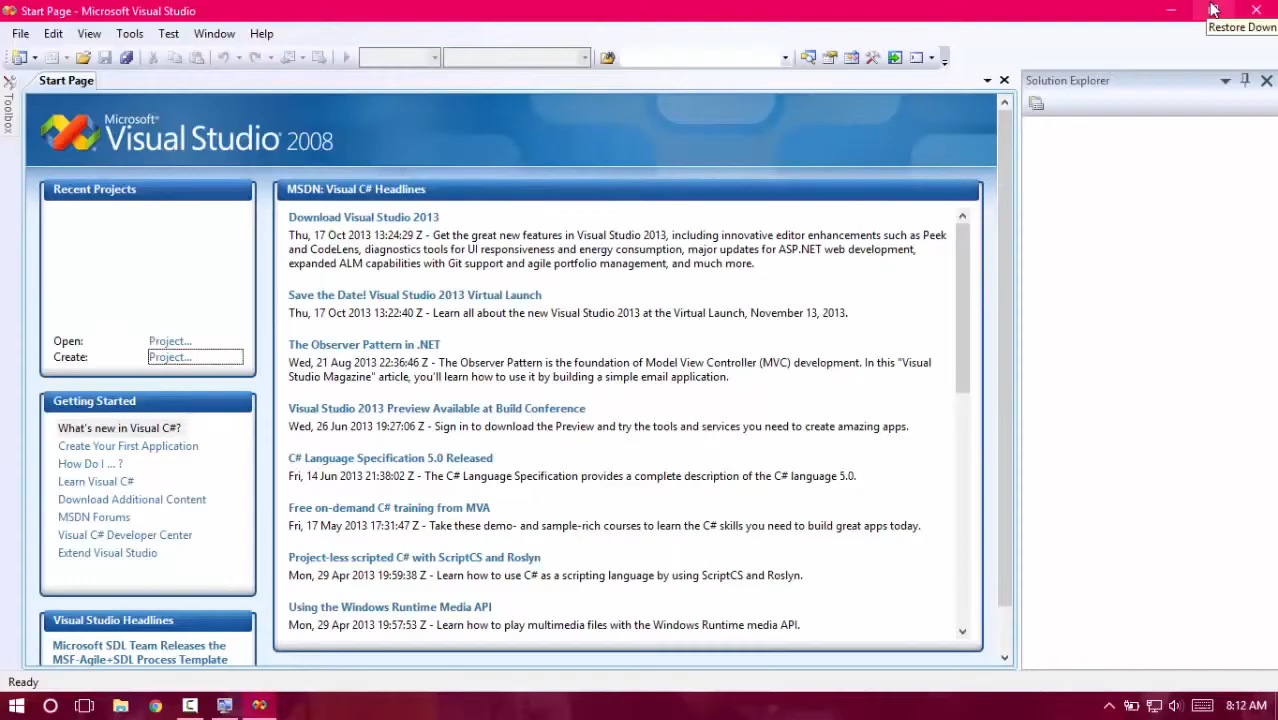 Start Page - Microsoft Visual Studio
Restore Down
File Edit View Tools Test Window Help
Start Page
Solution Explorer
Toolbox
Microsoft®
Visual Studio® 2008
Recent Projects
Open: Project...
Create: Project...
Getting Started
What's new in Visual C#?
Create Your First Application
How Do I ... ?
Learn Visual C#
Download Additional Content
MSDN Forums
Visual C# Developer Center
Extend Visual Studio
Visual Studio Headlines
Microsoft SDL Team Releases the
MSF-Agile+SDL Process Template
MSDN: Visual C# Headlines
Download Visual Studio 2013
Thu, 17 Oct 2013 13:24:29 Z - Get the great new features in Visual Studio 2013, including innovative editor enhancements such as Peek
and CodeLens, diagnostics tools for UI responsiveness and energy consumption, major updates for ASP.NET web development,
expanded ALM capabilities with Git support and agile portfolio management, and much more.
Save the Date! Visual Studio 2013 Virtual Launch
Thu, 17 Oct 2013 13:22:40 Z - Learn all about the new Visual Studio 2013 at the Virtual Launch, November 13, 2013.
The Observer Pattern in .NET
Wed, 21 Aug 2013 22:36:46 Z - The Observer Pattern is the foundation of Model View Controller (MVC) development. In this "Visual
Studio Magazine" article, you'll learn how to use it by building a simple email application.
Visual Studio 2013 Preview Available at Build Conference
Wed, 26 Jun 2013 19:27:06 Z - Sign in to download the Preview and try the tools and services you need to create amazing apps.
C# Language Specification 5.0 Released
Fri, 14 Jun 2013 21:38:02 Z - The C# Language Specification provides a complete description of the C# language 5.0.
Free on-demand C# training from MVA
Fri, 17 May 2013 17:31:47 Z - Take these demo- and sample-rich courses to learn the C# skills you need to build great apps today.
Project-less scripted C# with ScriptCS and Roslyn
Mon, 29 Apr 2013 19:59:38 Z - Learn how to use C# as a scripting language by using ScriptCS and Roslyn.
Using the Windows Runtime Media API
Mon, 29 Apr 2013 19:57:53 Z - Learn how to play multimedia files with the Windows Runtime media API.
Ready
8:12 AM